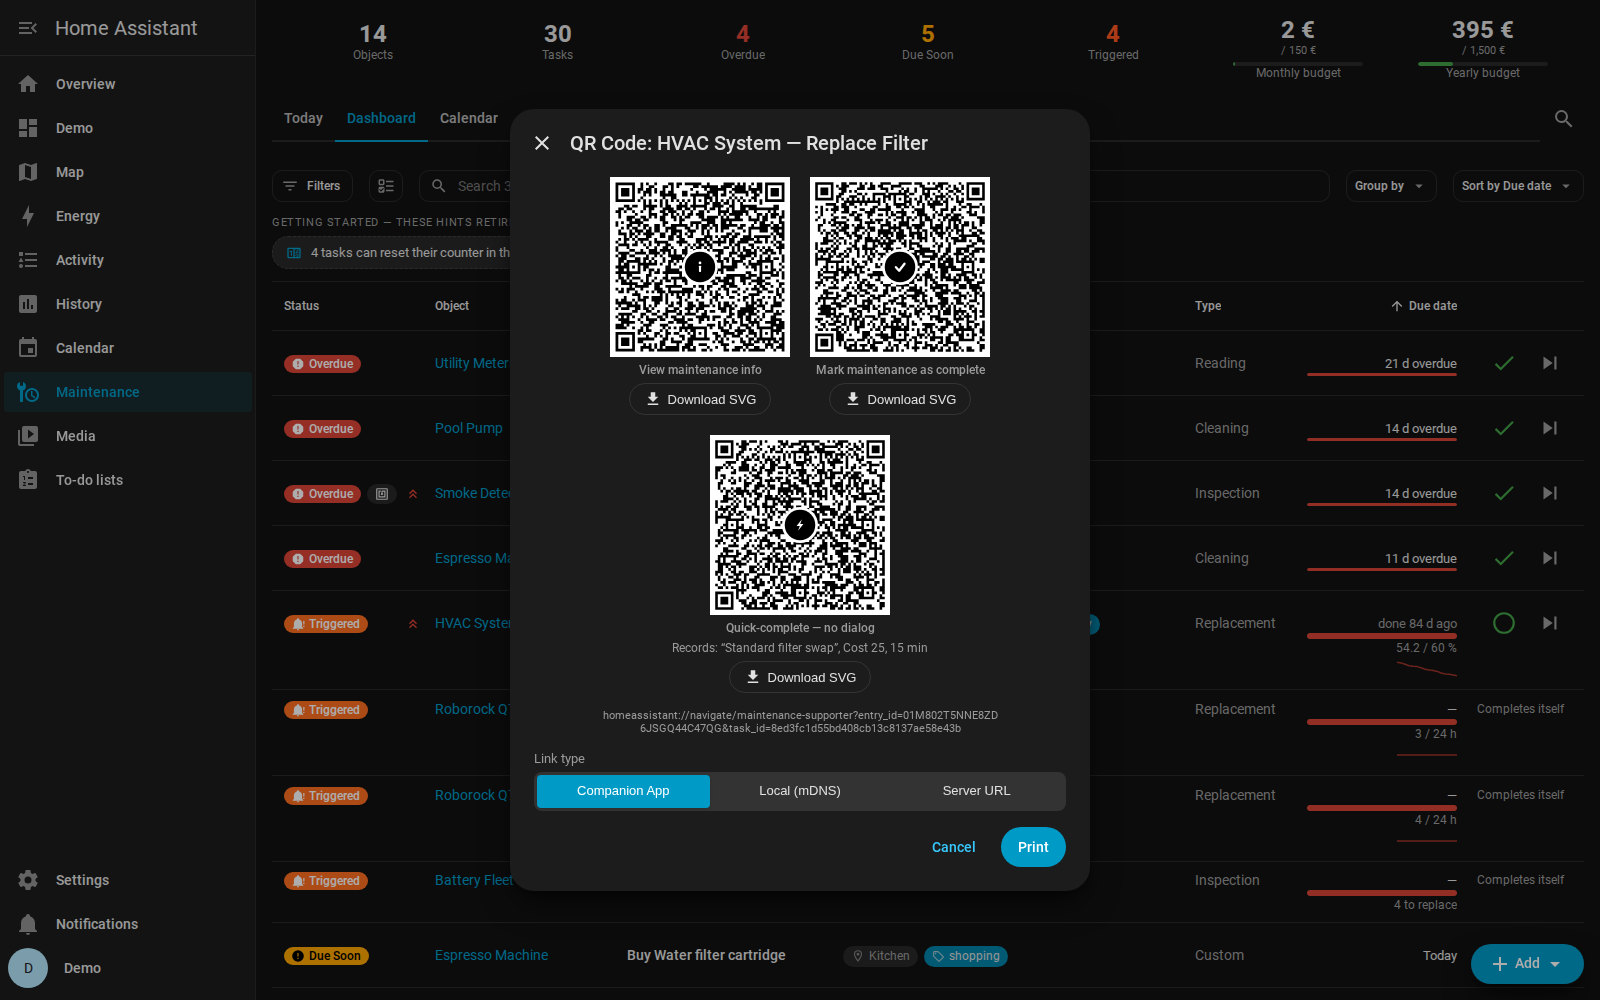 Home Assistant
Overview
Demo
Map
Energy
Activity
History
Calendar
Maintenance
Media
To-do lists
Settings
Notifications
D
Demo
14
Objects
30
Tasks
4
Overdue
5
Due Soon
4
Triggered
2 €
/ 150 €
Monthly budget
395 €
/ 1,500 €
Yearly budget
Today
Dashboard
Calendar
Filters
Search 3
Group by
Sort by Due date
GETTING STARTED — THESE HINTS RETIR
4 tasks can reset their counter in th
Status
Object
Type
Due date
Overdue
Utility Meter
Reading
21 d overdue
Overdue
Pool Pump
Cleaning
14 d overdue
Overdue
Smoke Dete
Inspection
14 d overdue
Overdue
Espresso Ma
Cleaning
11 d overdue
Triggered
HVAC System
Replacement
done 84 d ago
54.2 / 60 %
Triggered
Roborock Q7
Replacement
—
Completes itself
3 / 24 h
Triggered
Roborock Q7
Replacement
—
Completes itself
4 / 24 h
Triggered
Battery Fleet
Inspection
—
Completes itself
4 to replace
Due Soon
Espresso Machine
Buy Water filter cartridge
Kitchen
shopping
Custom
Today
Add
QR Code: HVAC System — Replace Filter
View maintenance info
Download SVG
Mark maintenance as complete
Download SVG
Quick-complete — no dialog
Records: “Standard filter swap”, Cost 25, 15 min
Download SVG
homeassistant://navigate/maintenance-supporter?entry_id=01M802T5NNE8ZD
6JSGQ44C47QG&task_id=8ed3fc1d55bd408cb13c8137ae58e43b
Link type
Companion App
Local (mDNS)
Server URL
Cancel
Print